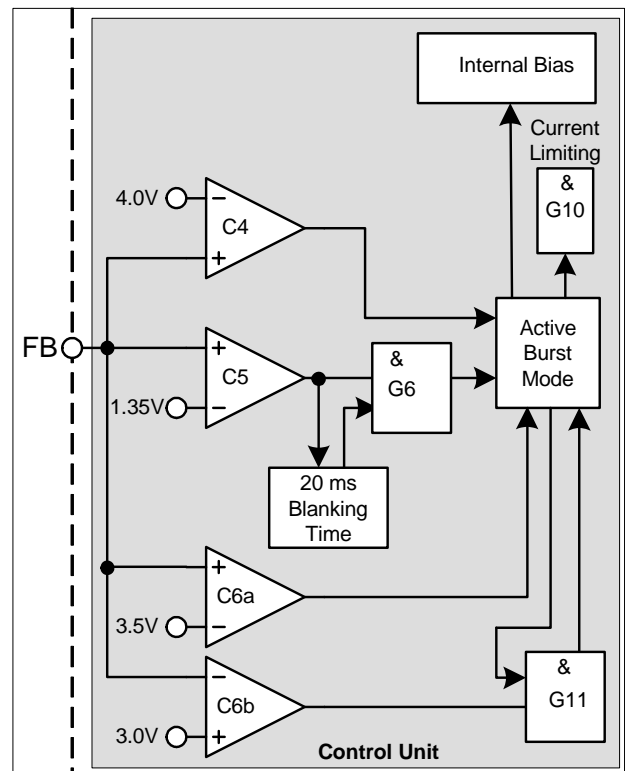 Internal Bias
Current
Limiting
&
G10
4.0V
−
C4
+
FB
+
C5
−
1.35V
&
G6
Active
Burst
Mode
20 ms
Blanking
Time
+
C6a
−
3.5V
−
C6b
+
3.0V
&
G11
Control Unit